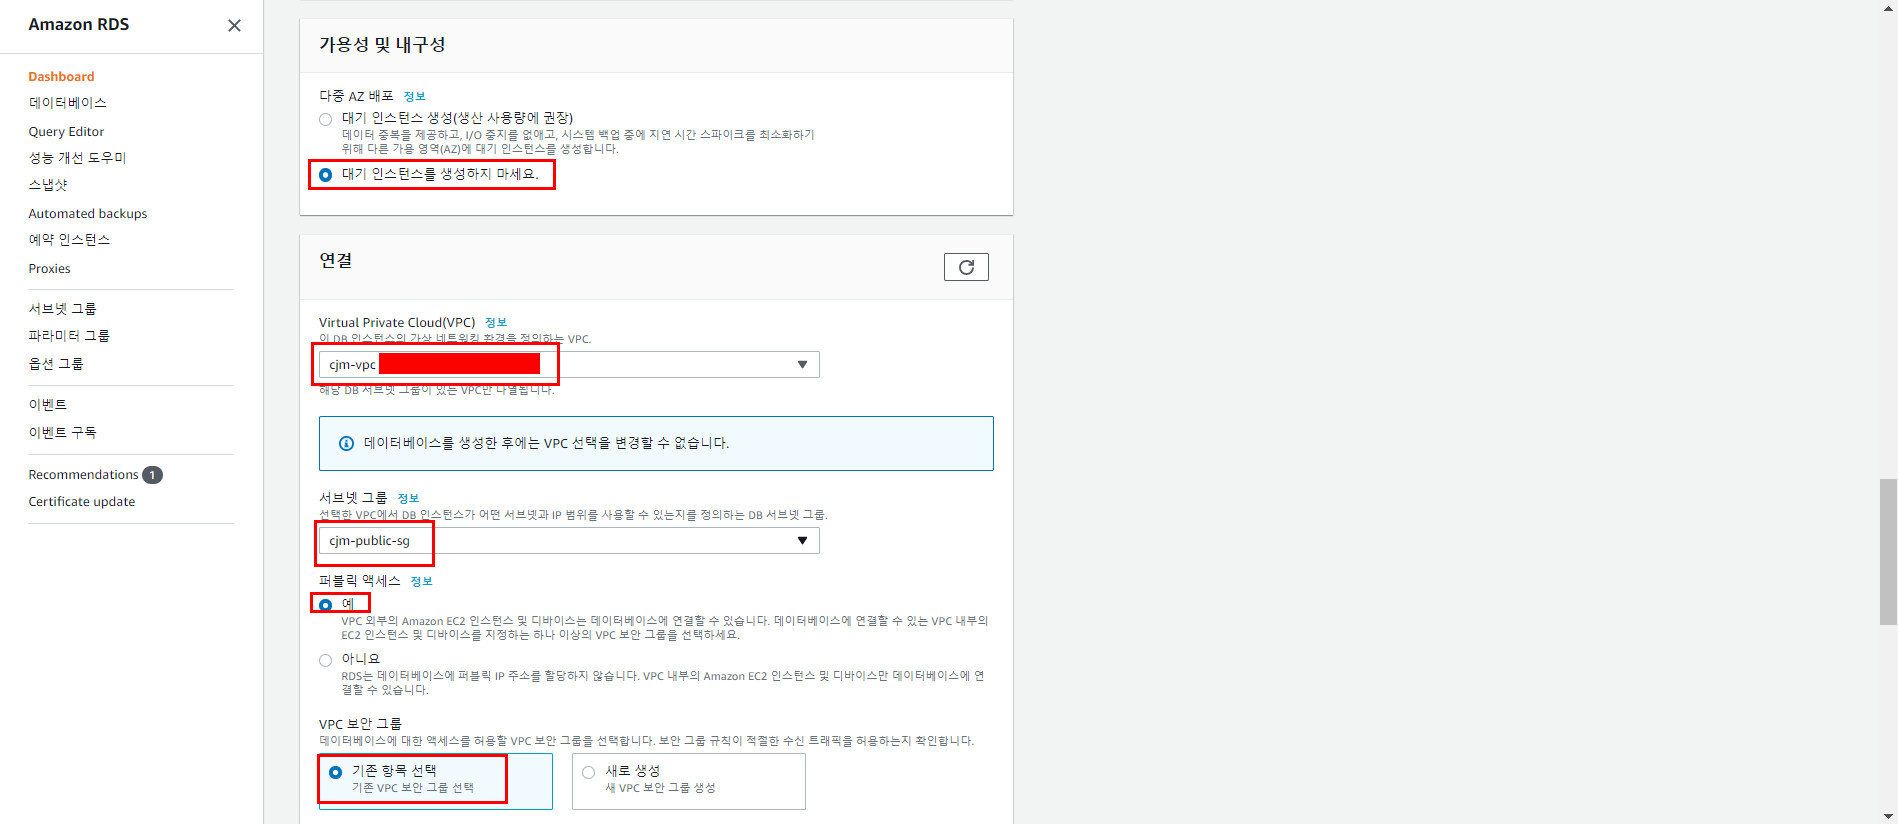 Amazon RDS
Dashboard
데이터베이스
Query Editor
성능 개선 도우미
스냅샷
Automated backups
예약 인스턴스
Proxies
서브넷 그룹
파라미터 그룹
옵션 그룹
이벤트
이벤트 구독
Recommendations 1
Certificate update
가용성 및 내구성
다중 AZ 배포 정보
대기 인스턴스 생성(생산 사용량에 권장)
데이터 중복을 제공하고, I/O 중지를 없애고, 시스템 백업 중에 지연 시간 스파이크를 최소화하기
위해 다른 가용 영역(AZ)에 대기 인스턴스를 생성합니다.
대기 인스턴스를 생성하지 마세요.
연결
Virtual Private Cloud(VPC) 정보
이 DB 인스턴스의 가상 네트워킹 환경을 정의하는 VPC.
cjm-vpc
해당 DB 서브넷 그룹이 있는 VPC만 나열됩니다.
데이터베이스를 생성한 후에는 VPC 선택을 변경할 수 없습니다.
서브넷 그룹 정보
선택한 VPC에서 DB 인스턴스가 어떤 서브넷과 IP 범위를 사용할 수 있는지를 정의하는 DB 서브넷 그룹.
cjm-public-sg
퍼블릭 액세스 정보
예
VPC 외부의 Amazon EC2 인스턴스 및 디바이스는 데이터베이스에 연결할 수 있습니다. 데이터베이스에 연결할 수 있는 VPC 내부의
EC2 인스턴스 및 디바이스를 지정하는 하나 이상의 VPC 보안 그룹을 선택하세요.
아니요
RDS는 데이터베이스에 퍼블릭 IP 주소를 할당하지 않습니다. VPC 내부의 Amazon EC2 인스턴스 및 디바이스만 데이터베이스에 연
결할 수 있습니다.
VPC 보안 그룹
데이터베이스에 대한 액세스를 허용할 VPC 보안 그룹을 선택합니다. 보안 그룹 규칙이 적절한 수신 트래픽을 허용하는지 확인합니다.
기존 항목 선택
기존 VPC 보안 그룹 선택
새로 생성
새 VPC 보안 그룹 생성